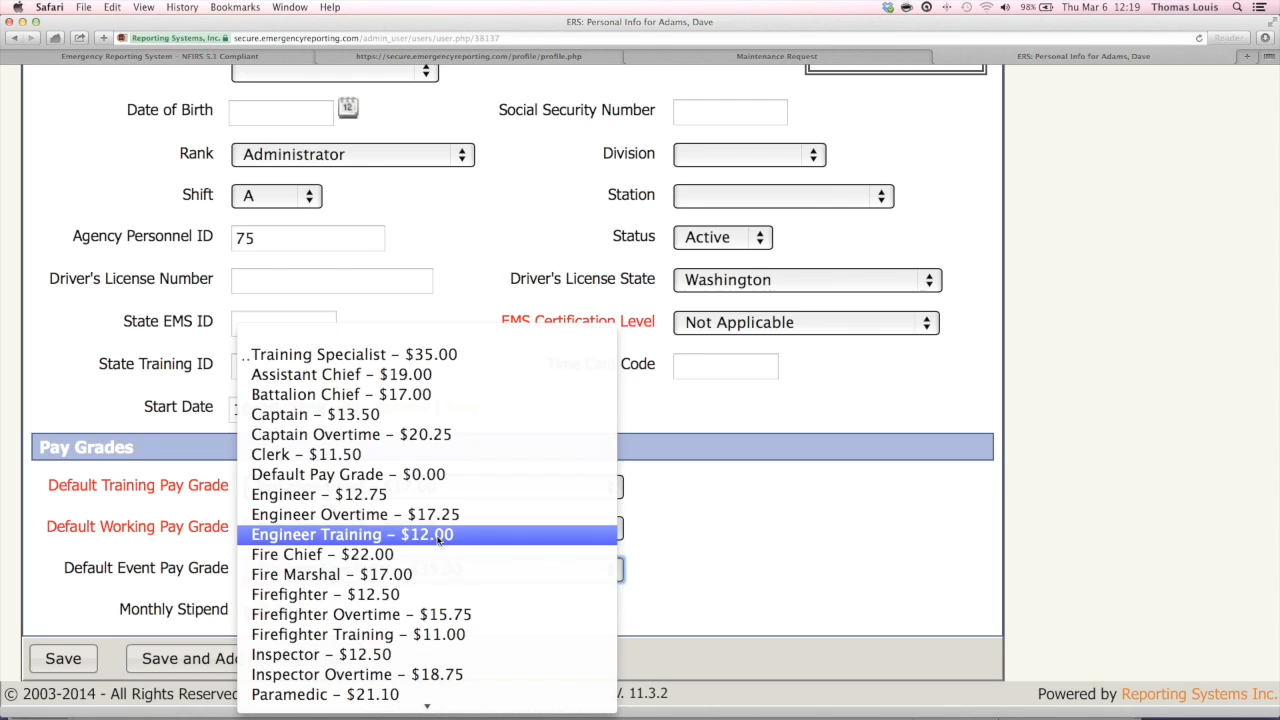 Safari File Edit View History Bookmarks Window Help 98% Thu Mar 6 12:19 Thomas Louis
ERS: Personal Info for Adams, Dave
Reporting Systems, Inc. secure.emergencyreporting.com/admin_user/users/user.php/38137 Reader
Emergency Reporting System – NFIRS 5.1 Compliant https://secure.emergencyreporting.com/profile/profile.php Maintenance Request ERS: Personal Info for Adams, Dave
Date of Birth 12 Social Security Number
Rank Administrator Division
Shift A Station
Agency Personnel ID 75 Status Active
Driver's License Number Driver's License State Washington
State EMS ID EMS Certification Level Not Applicable
State Training ID Time Card Code
Start Date
Pay Grades
Default Training Pay Grade
Default Working Pay Grade
Default Event Pay Grade
Monthly Stipend
..Training Specialist – $35.00
Assistant Chief – $19.00
Battalion Chief – $17.00
Captain – $13.50
Captain Overtime – $20.25
Clerk – $11.50
Default Pay Grade – $0.00
Engineer – $12.75
Engineer Overtime – $17.25
Engineer Training – $12.00
Fire Chief – $22.00
Fire Marshal – $17.00
Firefighter – $12.50
Firefighter Overtime – $15.75
Firefighter Training – $11.00
Inspector – $12.50
Inspector Overtime – $18.75
Paramedic – $21.10
Save Save and Ad
© 2003-2014 - All Rights Reserved V. 11.3.2 Powered by Reporting Systems Inc.